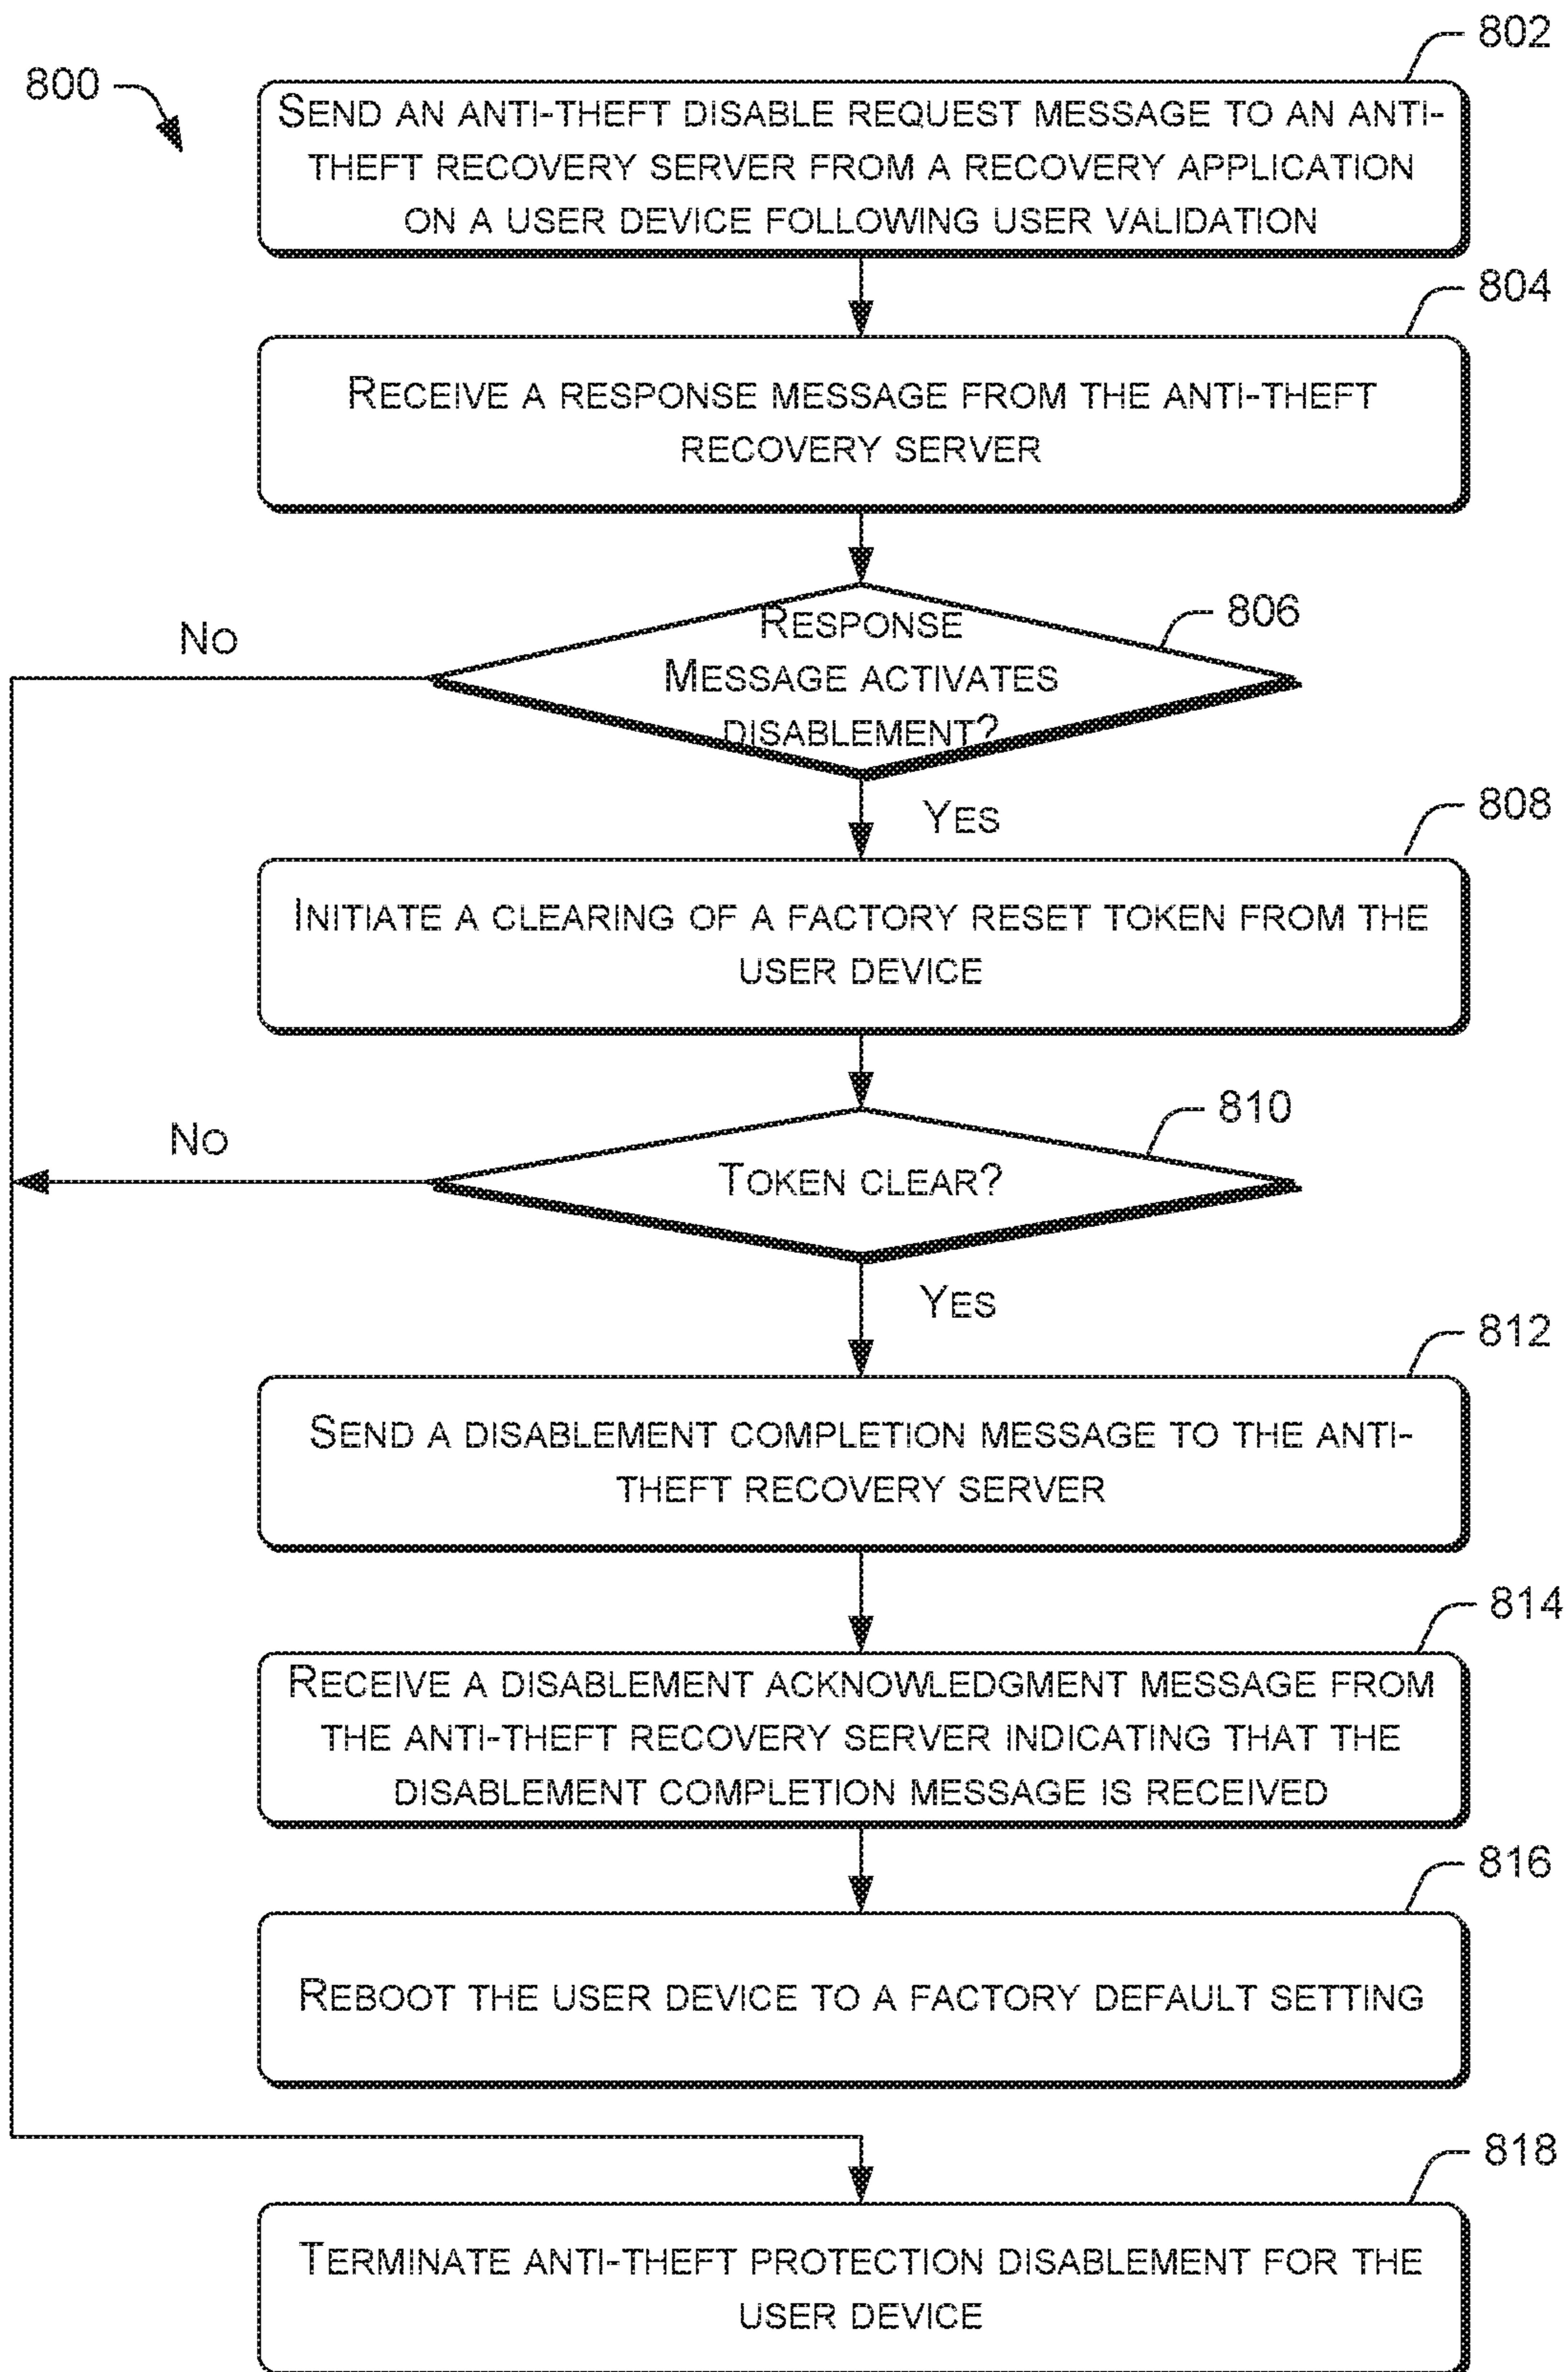 802
800
SEND AN ANTI-THEFT DISABLE REQUEST MESSAGE TO AN ANTI-
THEFT RECOVERY SERVER FROM A RECOVERY APPLICATION
ON A USER DEVICE FOLLOWING USER VALIDATION
804
RECEIVE A RESPONSE MESSAGE FROM THE ANTI-THEFT
RECOVERY SERVER
806
NO
RESPONSE
MESSAGE ACTIVATES
DISABLEMENT?
YES
808
INITIATE A CLEARING OF A FACTORY RESET TOKEN FROM THE
USER DEVICE
810
NO
TOKEN CLEAR?
YES
812
SEND A DISABLEMENT COMPLETION MESSAGE TO THE ANTI-
THEFT RECOVERY SERVER
814
RECEIVE A DISABLEMENT ACKNOWLEDGMENT MESSAGE FROM
THE ANTI-THEFT RECOVERY SERVER INDICATING THAT THE
DISABLEMENT COMPLETION MESSAGE IS RECEIVED
816
REBOOT THE USER DEVICE TO A FACTORY DEFAULT SETTING
818
TERMINATE ANTI-THEFT PROTECTION DISABLEMENT FOR THE
USER DEVICE